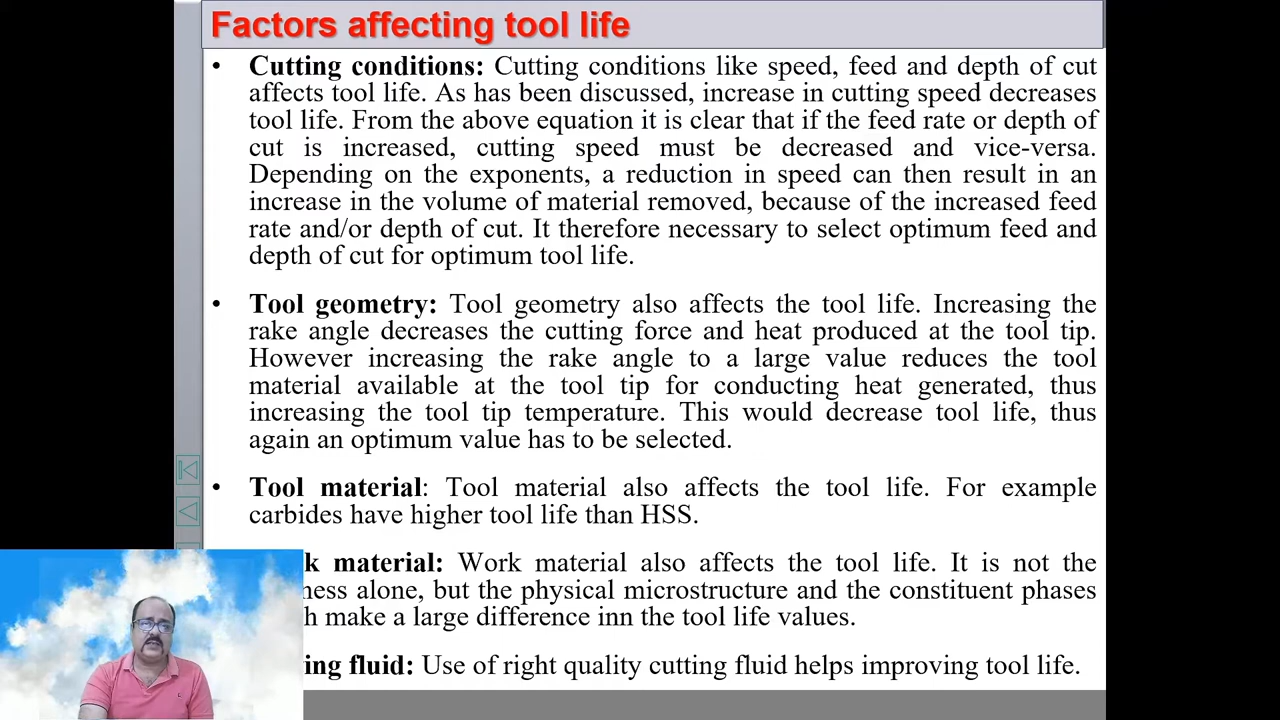 Factors affecting tool life
• Cutting conditions: Cutting conditions like speed, feed and depth of cut
affects tool life. As has been discussed, increase in cutting speed decreases
tool life. From the above equation it is clear that if the feed rate or depth of
cut is increased, cutting speed must be decreased and vice-versa.
Depending on the exponents, a reduction in speed can then result in an
increase in the volume of material removed, because of the increased feed
rate and/or depth of cut. It therefore necessary to select optimum feed and
depth of cut for optimum tool life.
• Tool geometry: Tool geometry also affects the tool life. Increasing the
rake angle decreases the cutting force and heat produced at the tool tip.
However increasing the rake angle to a large value reduces the tool
material available at the tool tip for conducting heat generated, thus
increasing the tool tip temperature. This would decrease tool life, thus
again an optimum value has to be selected.
• Tool material: Tool material also affects the tool life. For example
carbides have higher tool life than HSS.
material: Work material also affects the tool life. It is not the
alone, but the physical microstructure and the constituent phases
make a large difference inn the tool life values.
fluid: Use of right quality cutting fluid helps improving tool life.